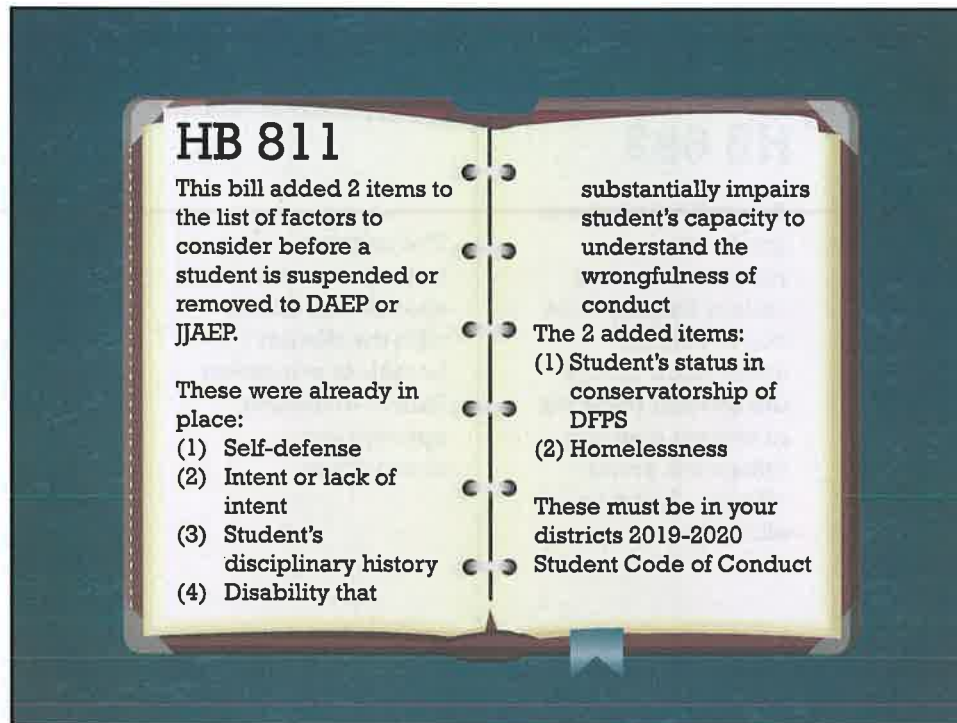 HB 811
This bill added 2 items to
the list of factors to
consider before a
student is suspended or
removed to DAEP or
JJAEP.
These were already in
place:
(1) Self-defense
(2) Intent or lack of
intent
(3) Student's
disciplinary history
(4) Disability that
substantially impairs
student's capacity to
understand the
wrongfulness of
conduct
The 2 added items:
(1) Student's status in
conservatorship of
DFPS
(2) Homelessness
These must be in your
districts 2019-2020
Student Code of Conduct